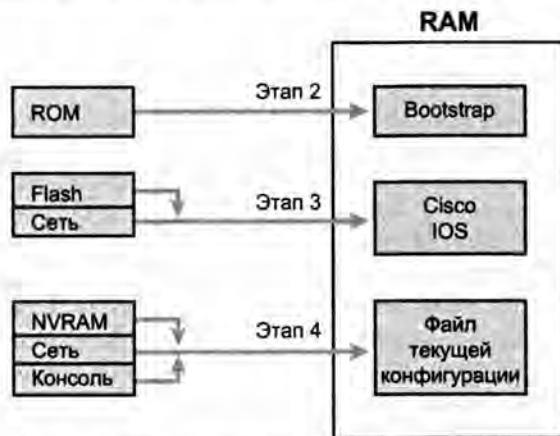 RAM
ROM
Этап 2
Bootstrap
Flash
Сеть
Этап 3
Cisco
IOS
NVRAM
Сеть
Консоль
Этап 4
Файл
текущей
конфигурации